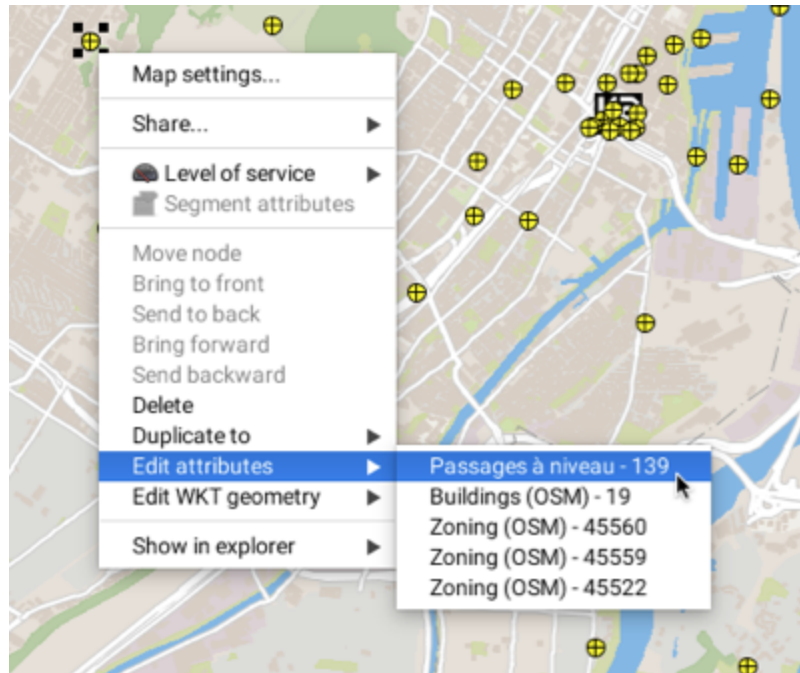 Map settings...
Share...
Level of service
Segment attributes
Move node
Bring to front
Send to back
Bring forward
Send backward
Delete
Duplicate to
Edit attributes
Edit WKT geometry
Show in explorer
Passages à niveau - 139
Buildings (OSM) - 19
Zoning (OSM) - 45560
Zoning (OSM) - 45559
Zoning (OSM) - 45522